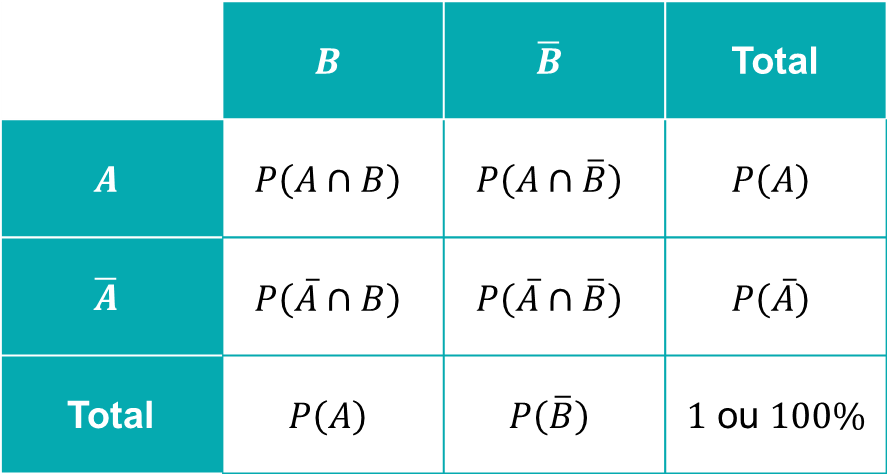 B B̅ Total
A P(A ∩ B) P(A ∩ B̅) P(A)
A̅ P(A̅ ∩ B) P(A̅ ∩ B̅) P(A̅)
Total P(A) P(B̅) 1 ou 100%